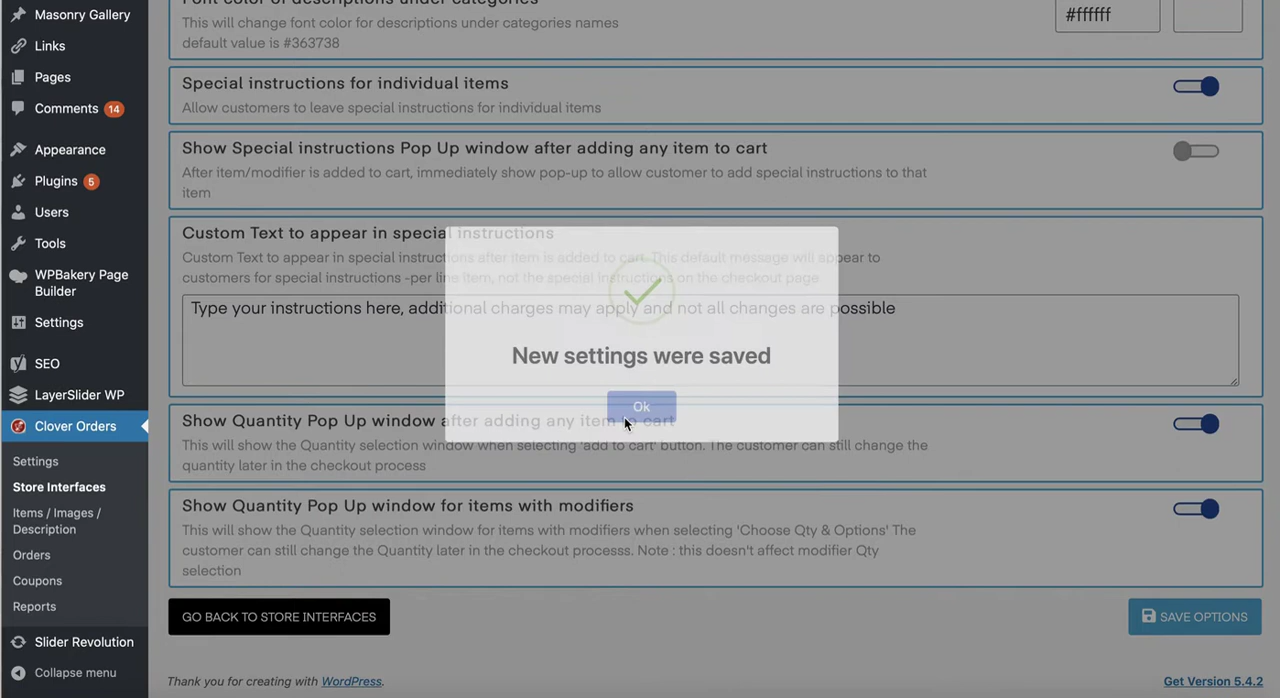 Masonry Gallery
Links
Pages
Comments 14
Appearance
Plugins 5
Users
Tools
WPBakery Page
Builder
Settings
SEO
LayerSlider WP
Clover Orders
Settings
Store Interfaces
Items / Images /
Description
Orders
Coupons
Reports
Slider Revolution
Collapse menu
Font color of descriptions under categories
This will change font color for descriptions under categories names
default value is #363738
#ffffff
Special instructions for individual items
Allow customers to leave special instructions for individual items
Show Special instructions Pop Up window after adding any item to cart
After item/modifier is added to cart, immediately show pop-up to allow customer to add special instructions to that
item
Custom Text to appear in special instructions
Custom Text to appear in special instructions after item is added to cart. This default message will appear to
customers for special instructions -per line item, not the special instructions on the checkout page
Type your instructions here, additional charges may apply and not all changes are possible
New settings were saved
Ok
Show Quantity Pop Up window after adding any item to cart
This will show the Quantity selection window when selecting 'add to cart' button. The customer can still change the
quantity later in the checkout process
Show Quantity Pop Up window for items with modifiers
This will show the Quantity selection window for items with modifiers when selecting 'Choose Qty & Options' The
customer can still change the Quantity later in the checkout processs. Note : this doesn't affect modifier Qty
selection
GO BACK TO STORE INTERFACES
SAVE OPTIONS
Thank you for creating with WordPress.
Get Version 5.4.2